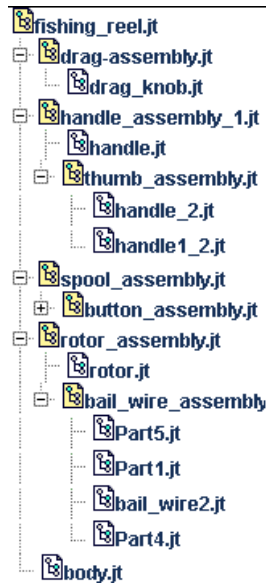 fishing_reel.jt
drag-assembly.jt
drag_knob.jt
handle_assembly_1.jt
handle.jt
thumb_assembly.jt
handle_2.jt
handle1_2.jt
spool_assembly.jt
button_assembly.jt
rotor_assembly.jt
rotor.jt
bail_wire_assembly
Part5.jt
Part1.jt
bail_wire2.jt
Part4.jt
body.jt